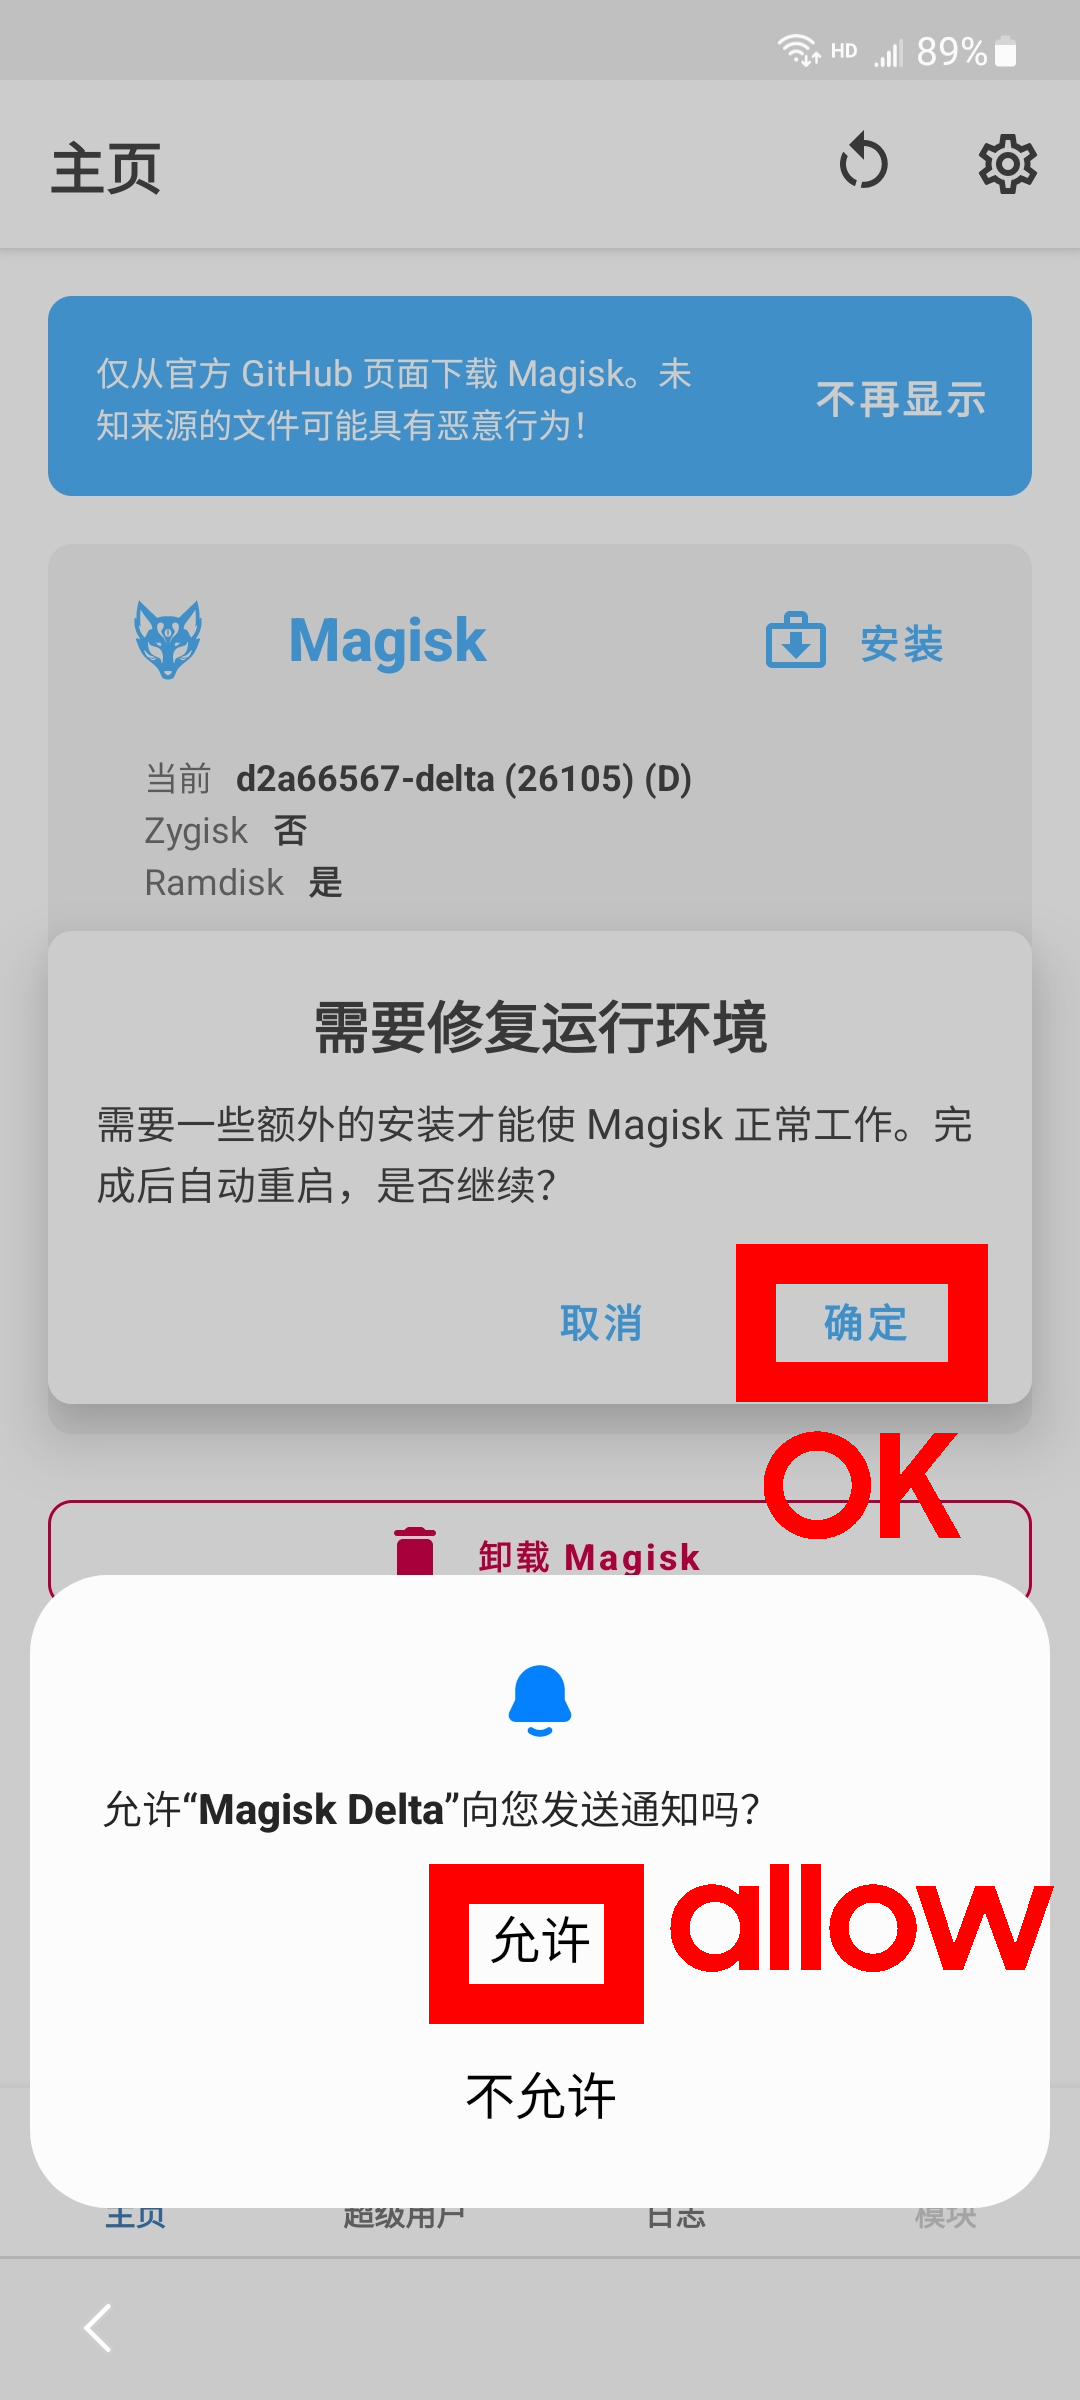 HD 89%
主页
仅从官方 GitHub 页面下载 Magisk。未
知来源的文件可能具有恶意行为！
不再显示
Magisk
安装
当前 d2a66567-delta (26105) (D)
Zygisk 否
Ramdisk 是
需要修复运行环境
需要一些额外的安装才能使 Magisk 正常工作。完
成后自动重启，是否继续？
取消 确定
OK
卸载 Magisk
允许“Magisk Delta”向您发送通知吗？
允许 allow
不允许
主页 超级用户 日志 模块